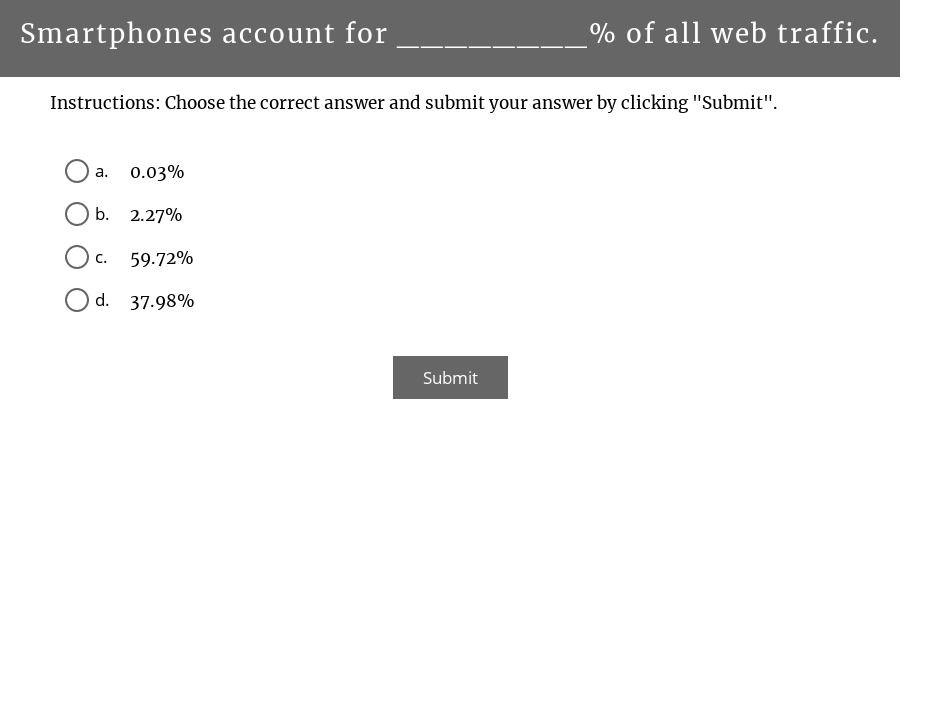 Smartphones account for ________% of all web traffic.
Instructions: Choose the correct answer and submit your answer by clicking "Submit".
a. 0.03%
b. 2.27%
c. 59.72%
d. 37.98%
Submit